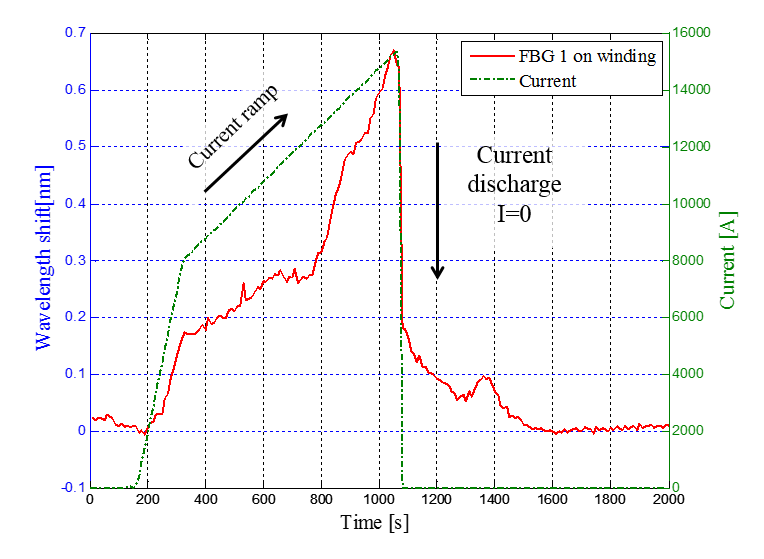 0.7
0.6
0.5
0.4
0.3
0.2
0.1
0
-0.1
Wavelength shift[nm]
16000
14000
12000
10000
8000
6000
4000
2000
0
Current [A]
FBG 1 on winding
Current
Current ramp
Current
discharge
I=0
0 200 400 600 800 1000 1200 1400 1600 1800 2000
Time [s]